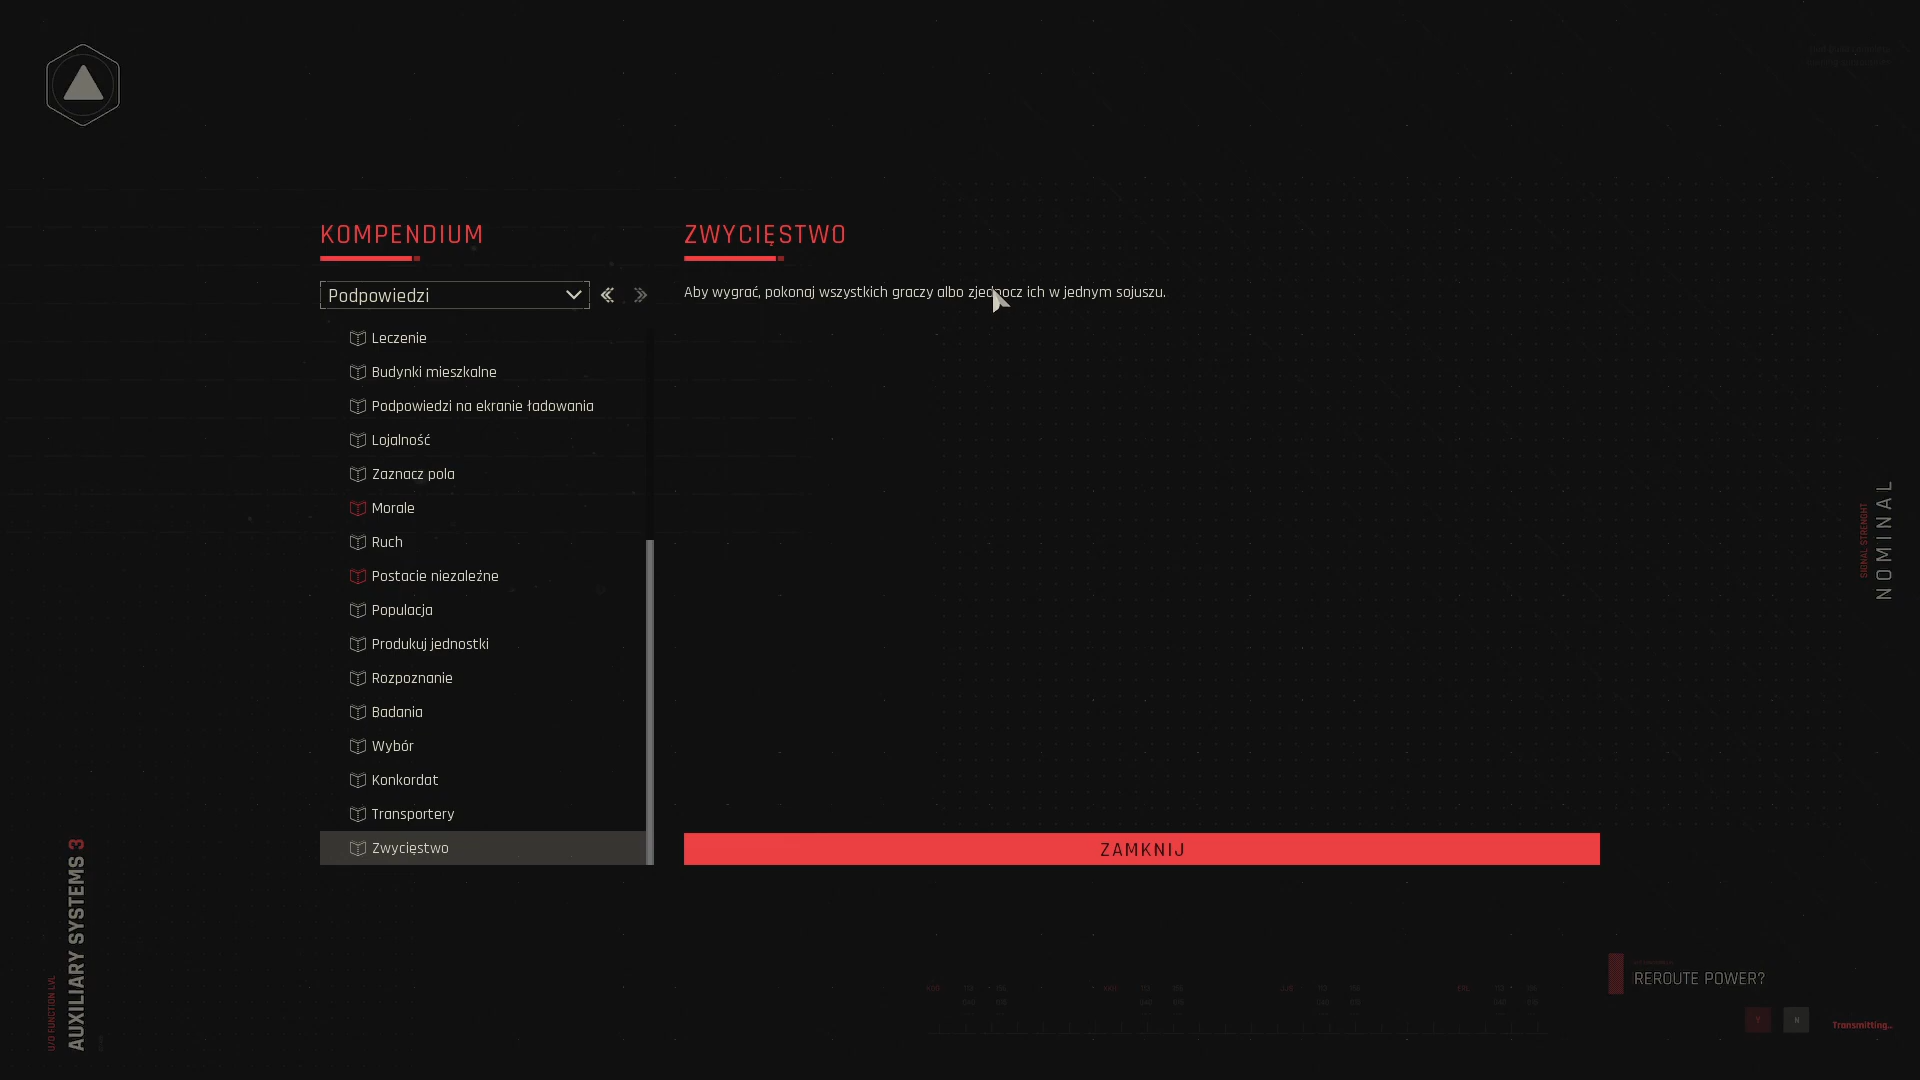 KOMPENDIUM
Podpowiedzi
Leczenie
Budynki mieszkalne
Podpowiedzi na ekranie ładowania
Lojalność
Zaznacz pola
Morale
Ruch
Postacie niezależne
Populacja
Produkuj jednostki
Rozpoznanie
Badania
Wybór
Konkordat
Transportery
Zwycięstwo
ZWYCIĘSTWO
Aby wygrać, pokonaj wszystkich graczy albo zjednocz ich w jednym sojuszu.
ZAMKNIJ
SIGNAL STRENGHT
NOMINAL
U/O FUNCTION LVL
AUXILIARY SYSTEMS 3
REROUTE POWER?
Y
N
Transmitting...